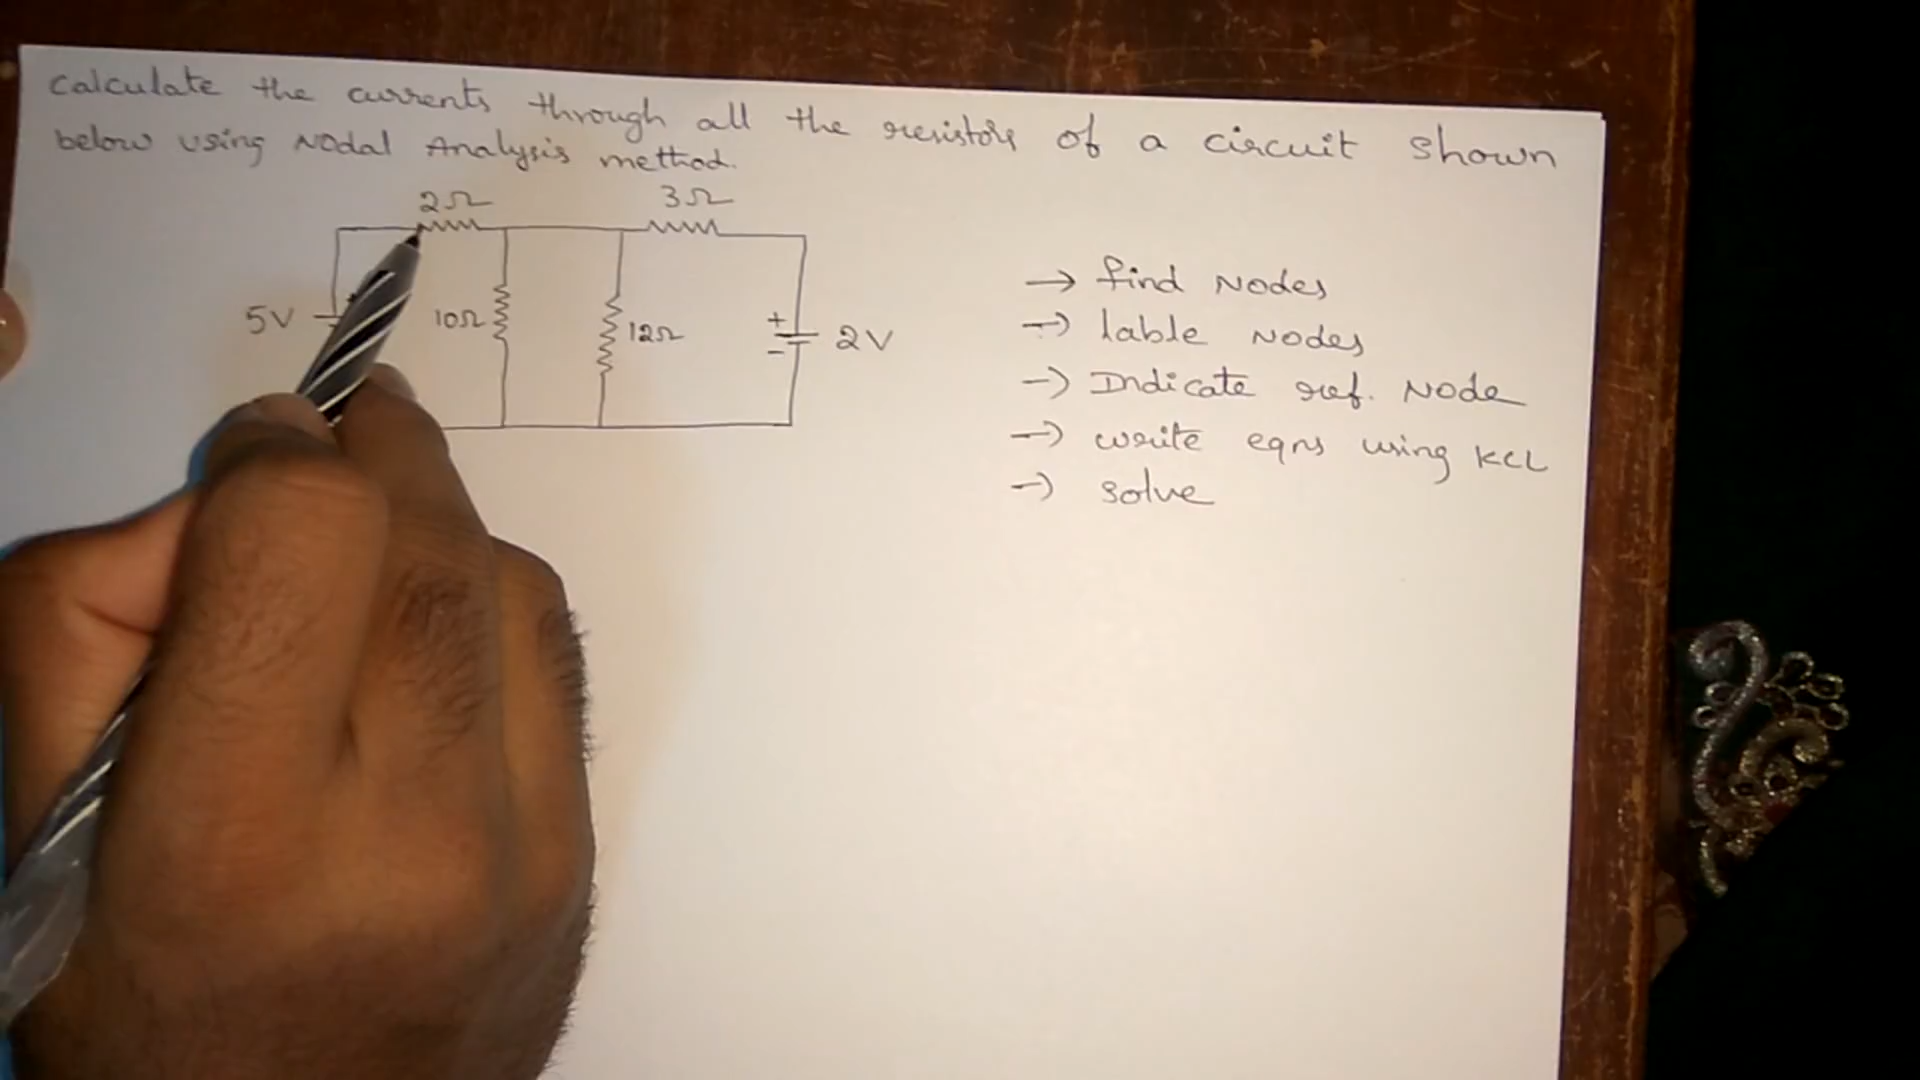 calculate the currents through all the resistors of a circuit shown
below using Nodal Analysis method.
2Ω 3Ω
5V 10Ω 12Ω + - 2V
→ find Nodes
→ lable Nodes
→ Indicate ref. Node
→ write eqns using KCL
→ solve